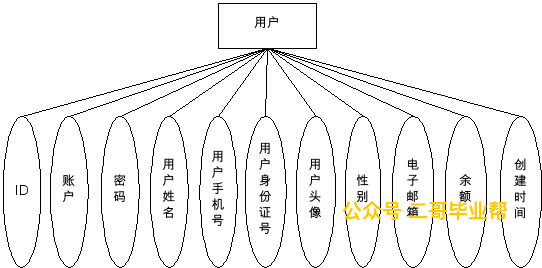 用户
ID
账户
密码
用户姓名
用户手机号
用户身份证号
用户头像
性别
电子邮箱
余额
创建时间
公众号 二哥毕业帮